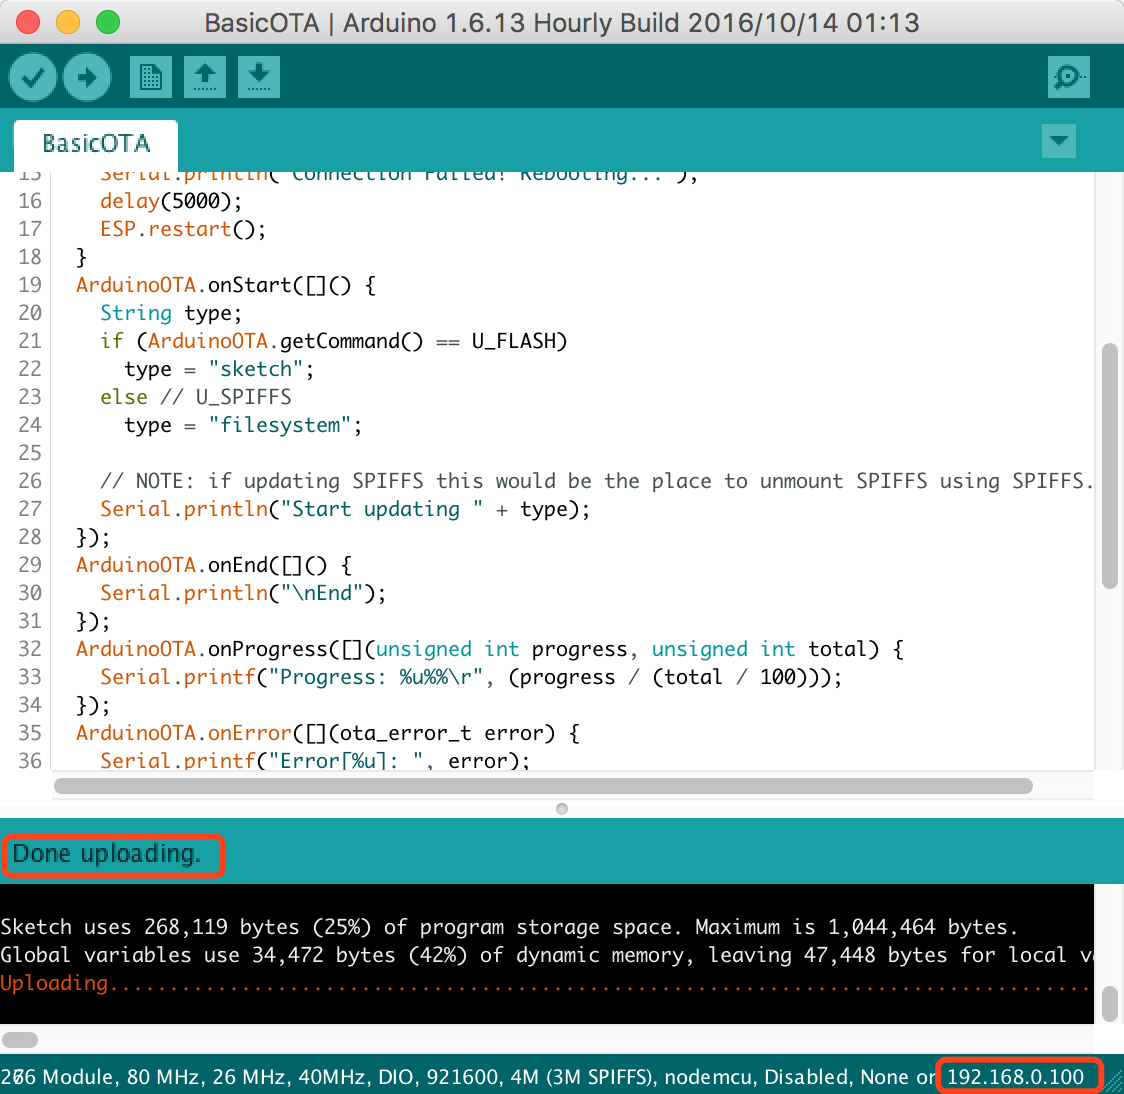 BasicOTA | Arduino 1.6.13 Hourly Build 2016/10/14 01:13
BasicOTA
15 Serial.println("Connection Failed! Rebooting...");
16 delay(5000);
17 ESP.restart();
18 }
19 ArduinoOTA.onStart([]() {
20 String type;
21 if (ArduinoOTA.getCommand() == U_FLASH)
22 type = "sketch";
23 else // U_SPIFFS
24 type = "filesystem";
25
26 // NOTE: if updating SPIFFS this would be the place to unmount SPIFFS using SPIFFS.
27 Serial.println("Start updating " + type);
28 });
29 ArduinoOTA.onEnd([]() {
30 Serial.println("\nEnd");
31 });
32 ArduinoOTA.onProgress([](unsigned int progress, unsigned int total) {
33 Serial.printf("Progress: %u%%\r", (progress / (total / 100)));
34 });
35 ArduinoOTA.onError([](ota_error_t error) {
36 Serial.printf("Error[%u]: ", error);
Done uploading.
Sketch uses 268,119 bytes (25%) of program storage space. Maximum is 1,044,464 bytes.
Global variables use 34,472 bytes (42%) of dynamic memory, leaving 47,448 bytes for local
Uploading..........................................................................................
Module, 80 MHz, 26 MHz, 40MHz, DIO, 921600, 4M (3M SPIFFS), nodemcu, Disabled, None on 192.168.0.100